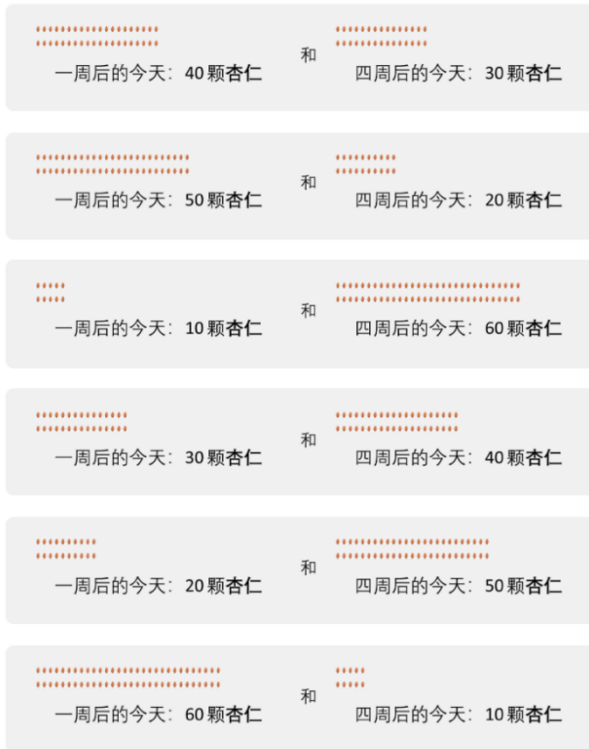 一周后的今天：40 颗杏仁 和 四周后的今天：30 颗杏仁
一周后的今天：50 颗杏仁 和 四周后的今天：20 颗杏仁
一周后的今天：10 颗杏仁 和 四周后的今天：60 颗杏仁
一周后的今天：30 颗杏仁 和 四周后的今天：40 颗杏仁
一周后的今天：20 颗杏仁 和 四周后的今天：50 颗杏仁
一周后的今天：60 颗杏仁 和 四周后的今天：10 颗杏仁